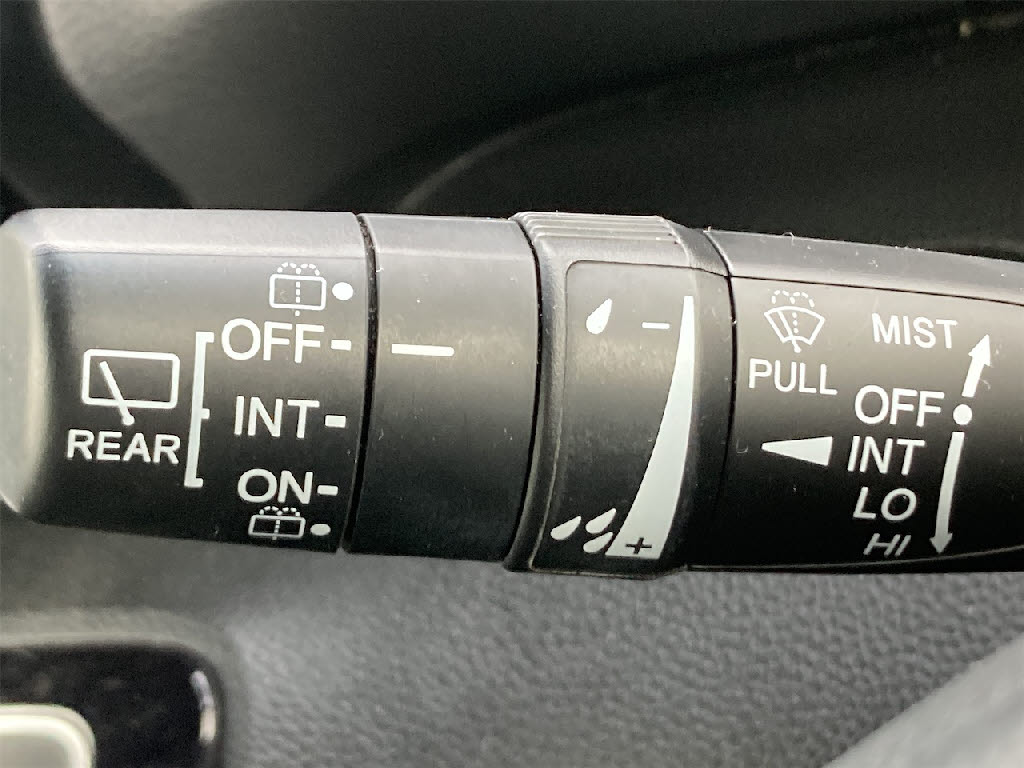 OFF-
INT-
REAR
ON-
−
+
PULL
MIST
OFF
INT
LO
HI